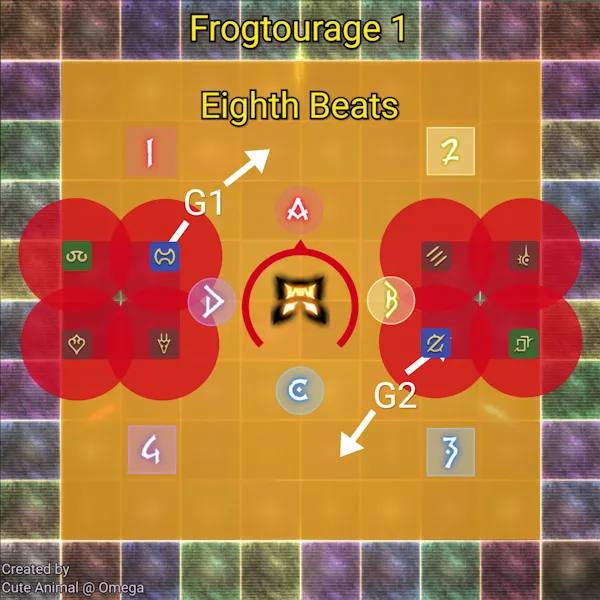 Frogtourage 1
Eighth Beats
1
2
G1
A
D
B
C
G2
4
3
Created by
Cute Animal @ Omega